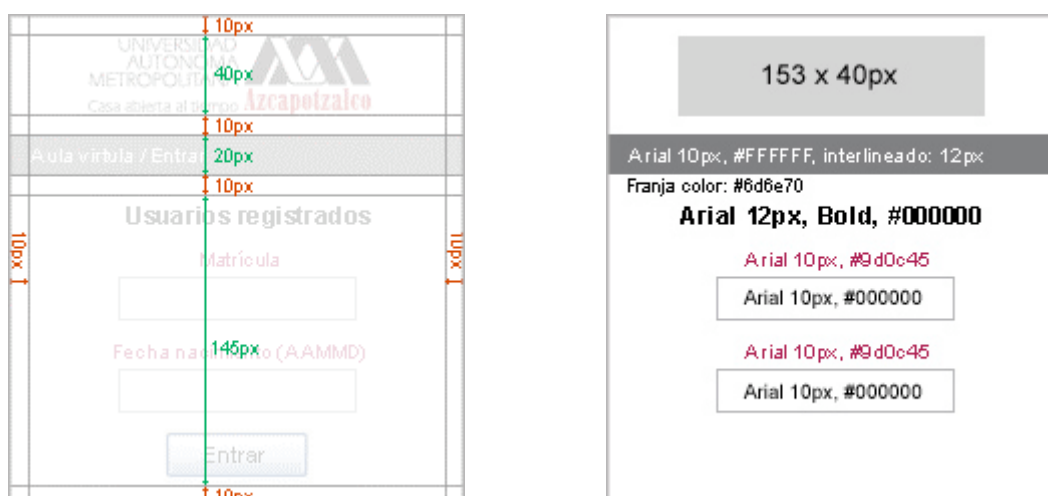 10px
UNIVERSIDAD
AUTONOMA
METROPOLITANA
40px
Casa abierta al tiempo Azcapotzalco
10px
Aula virtula / Entrar
20px
10px
Usuarios registrados
10px
10px
Matrícula
145px
Fecha nacimiento (AAMMD)
Entrar
10px
153 x 40px
Arial 10px, #FFFFFF, interlineado: 12px
Franja color: #6d6e70
Arial 12px, Bold, #000000
Arial 10px, #9d0c45
Arial 10px, #000000
Arial 10px, #9d0c45
Arial 10px, #000000